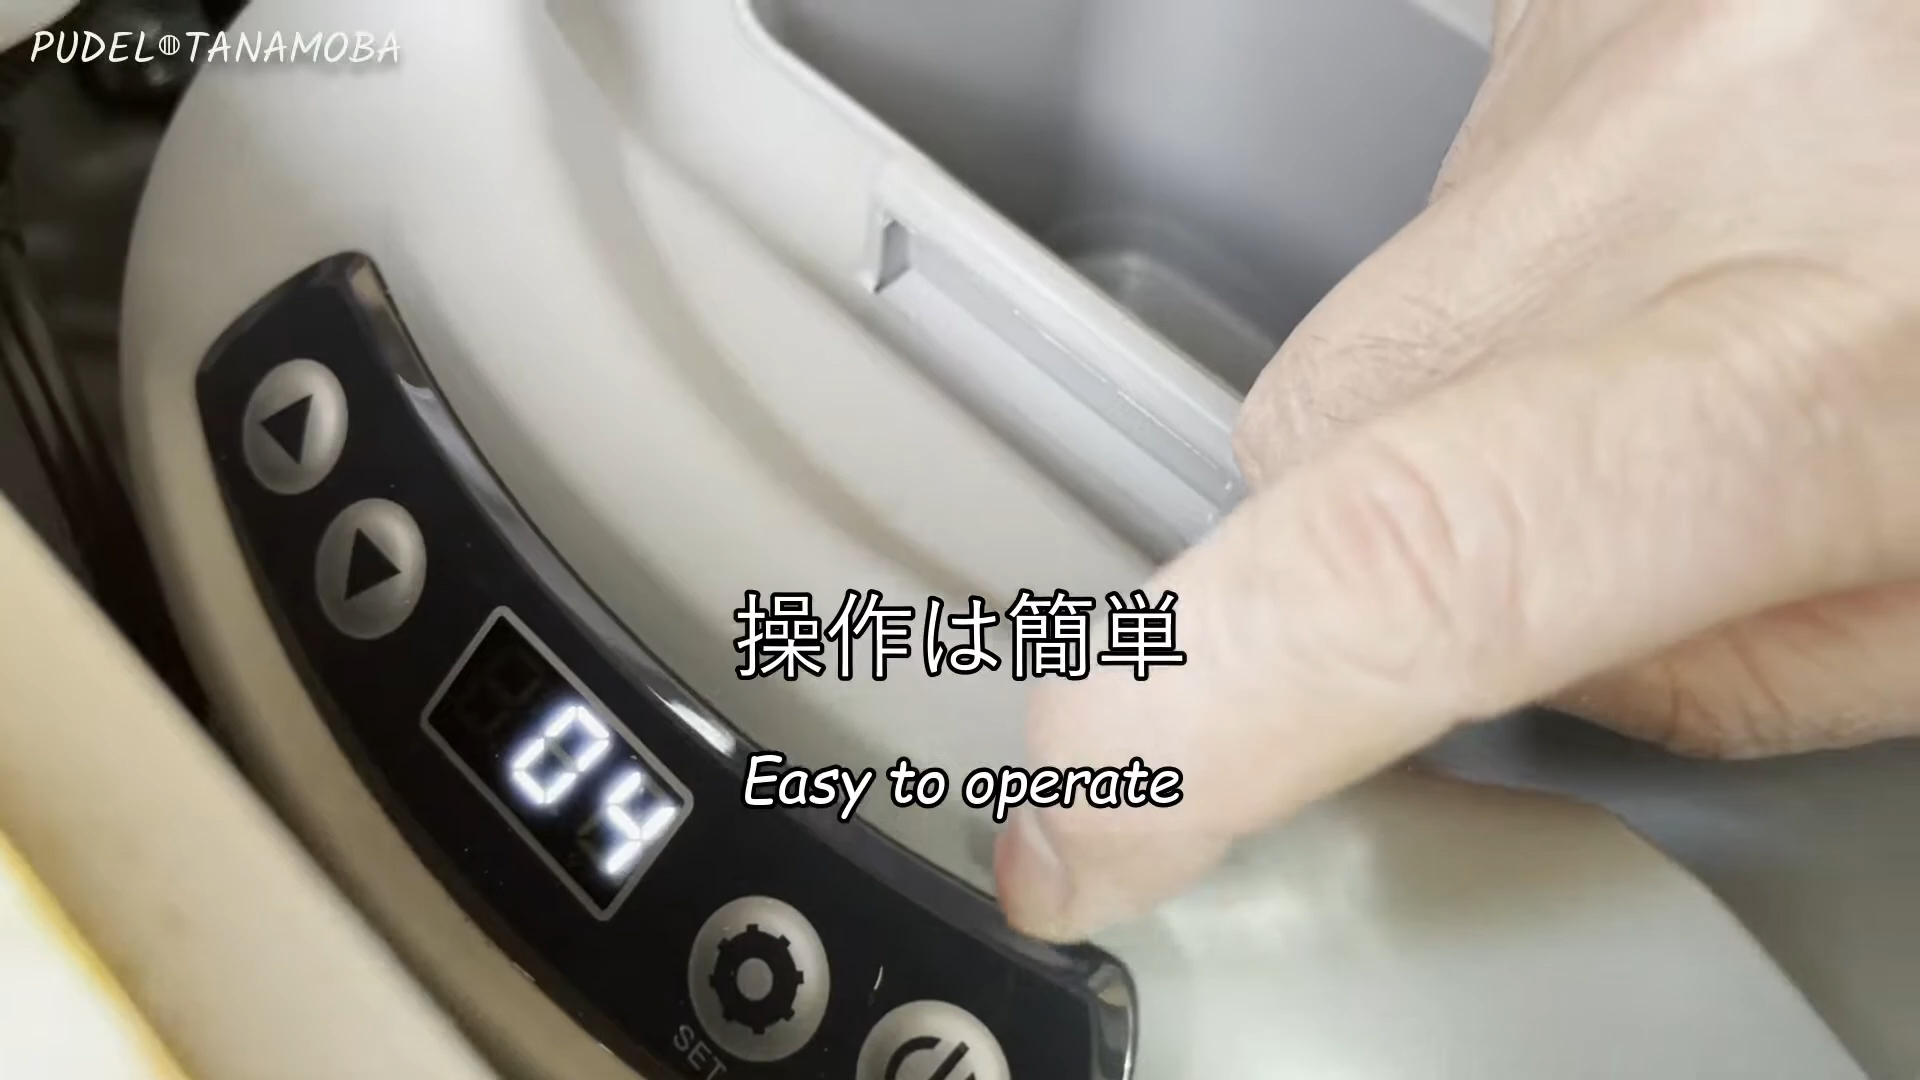 PUDEL@TANAMOBA
操作は簡単
Easy to operate
04
SET